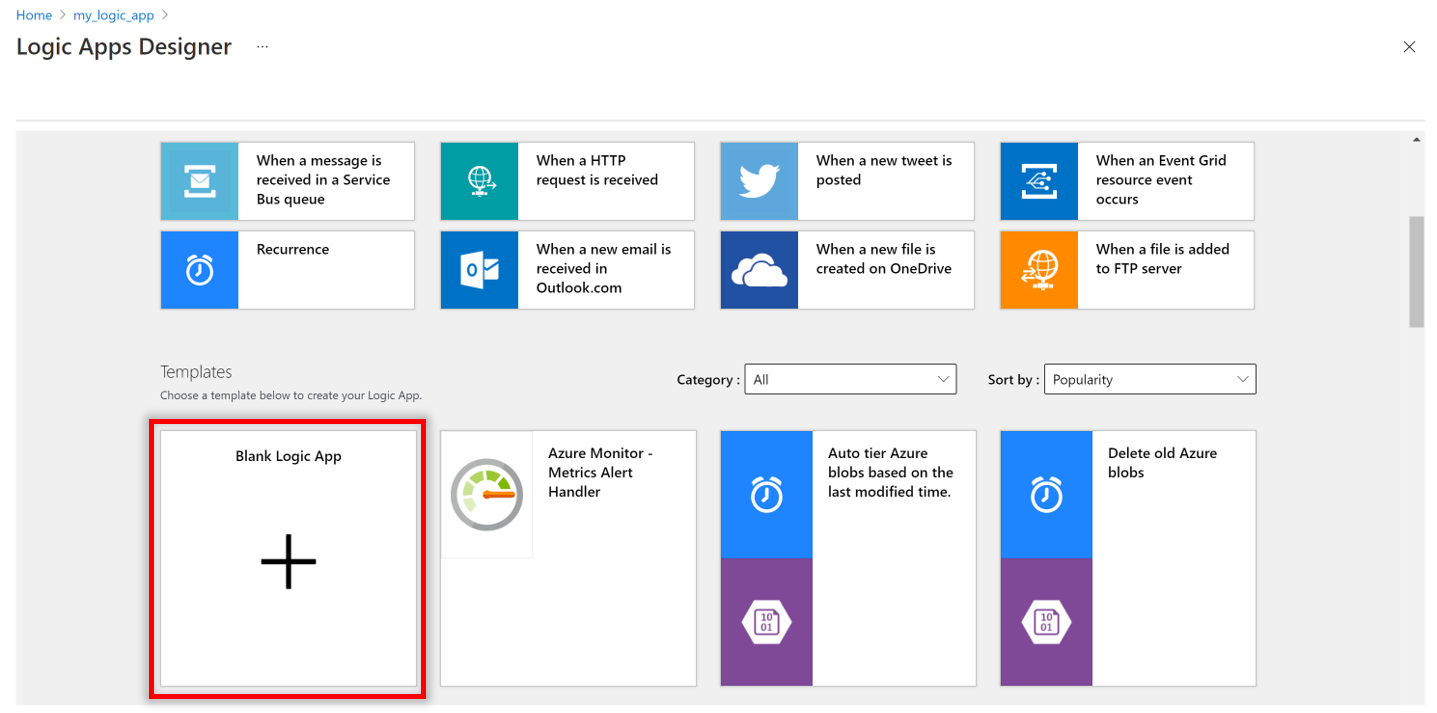 Home > my_logic_app >
Logic Apps Designer ...
When a message is
received in a Service
Bus queue
When a HTTP
request is received
When a new tweet is
posted
When an Event Grid
resource event
occurs
Recurrence
When a new email is
received in
Outlook.com
When a new file is
created on OneDrive
When a file is added
to FTP server
Templates
Choose a template below to create your Logic App.
Category : All
Sort by : Popularity
Blank Logic App
Azure Monitor -
Metrics Alert
Handler
Auto tier Azure
blobs based on the
last modified time.
10
01
Delete old Azure
blobs
10
01